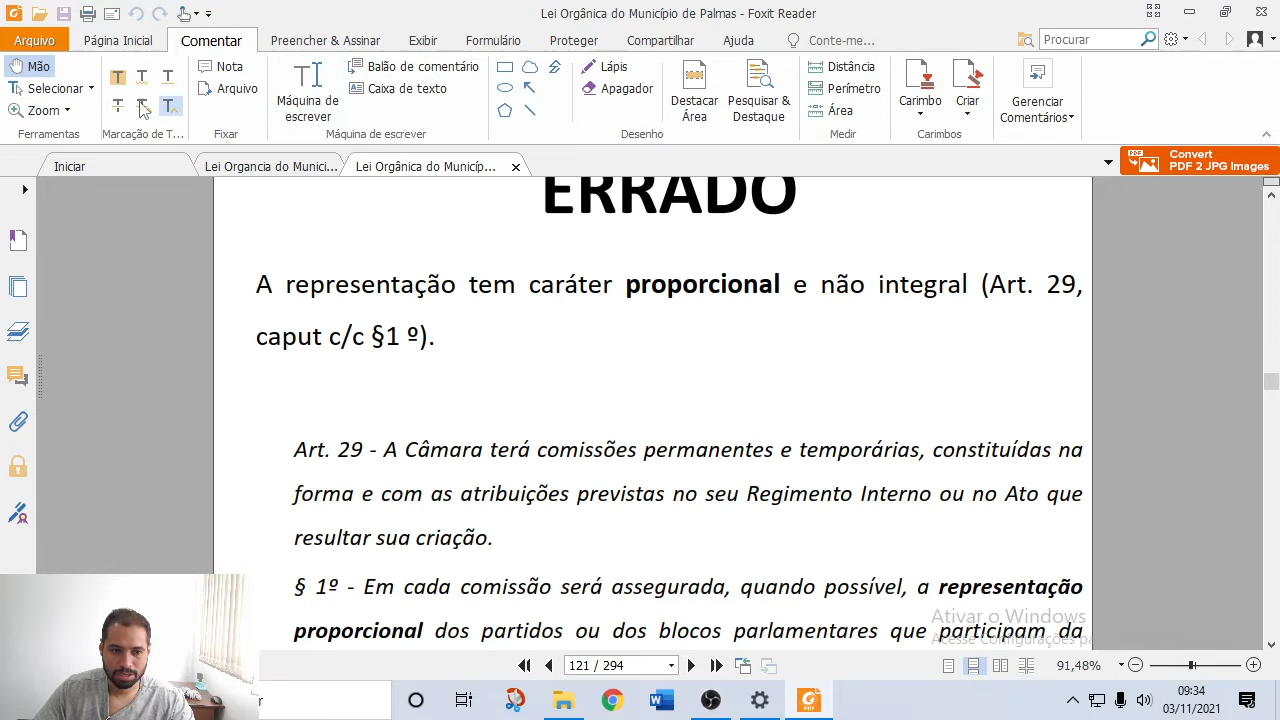 Lei Orgânica do Município de Palmas - Foxit Reader
Arquivo Página Inicial Comentar Preencher & Assinar Exibir Formulário Proteger Compartilhar Ajuda Conte-me... Procurar
Mão
Selecionar
Zoom
Ferramentas
Marcação de T...
Nota
Arquivo
Fixar
Máquina de
escrever
Balão de comentário
Caixa de texto
Máquina de escrever
Lápis
Apagador
Destacar
Área
Pesquisar &
Destaque
Desenho
Distância
Perímetro
Área
Medir
Carimbo
Criar
Carimbos
Gerenciar
Comentários
Iniciar
Lei Organcia do Munici...
Lei Orgânica do Municíp...
Convert
PDF 2 JPG Images
ERRADO
A representação tem caráter proporcional e não integral (Art. 29,
caput c/c §1 º).
Art. 29 - A Câmara terá comissões permanentes e temporárias, constituídas na
forma e com as atribuições previstas no seu Regimento Interno ou no Ato que
resultar sua criação.
§ 1º - Em cada comissão será assegurada, quando possível, a representação
proporcional dos partidos ou dos blocos parlamentares que participam da
Ativar o Windows
121 / 294
91,48%
09:34
03/11/2021